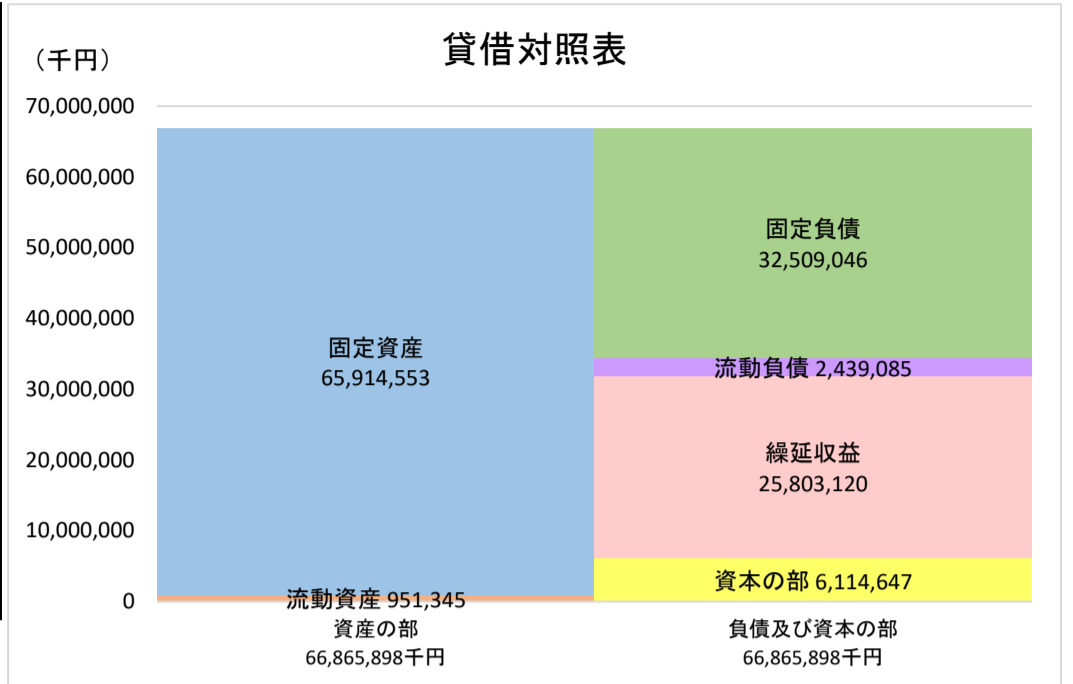 貸借対照表
（千円）
70,000,000
60,000,000
50,000,000
40,000,000
30,000,000
20,000,000
10,000,000
0
固定資産
65,914,553
流動資産 951,345
固定負債
32,509,046
流動負債 2,439,085
繰延収益
25,803,120
資本の部 6,114,647
資産の部
66,865,898千円
負債及び資本の部
66,865,898千円